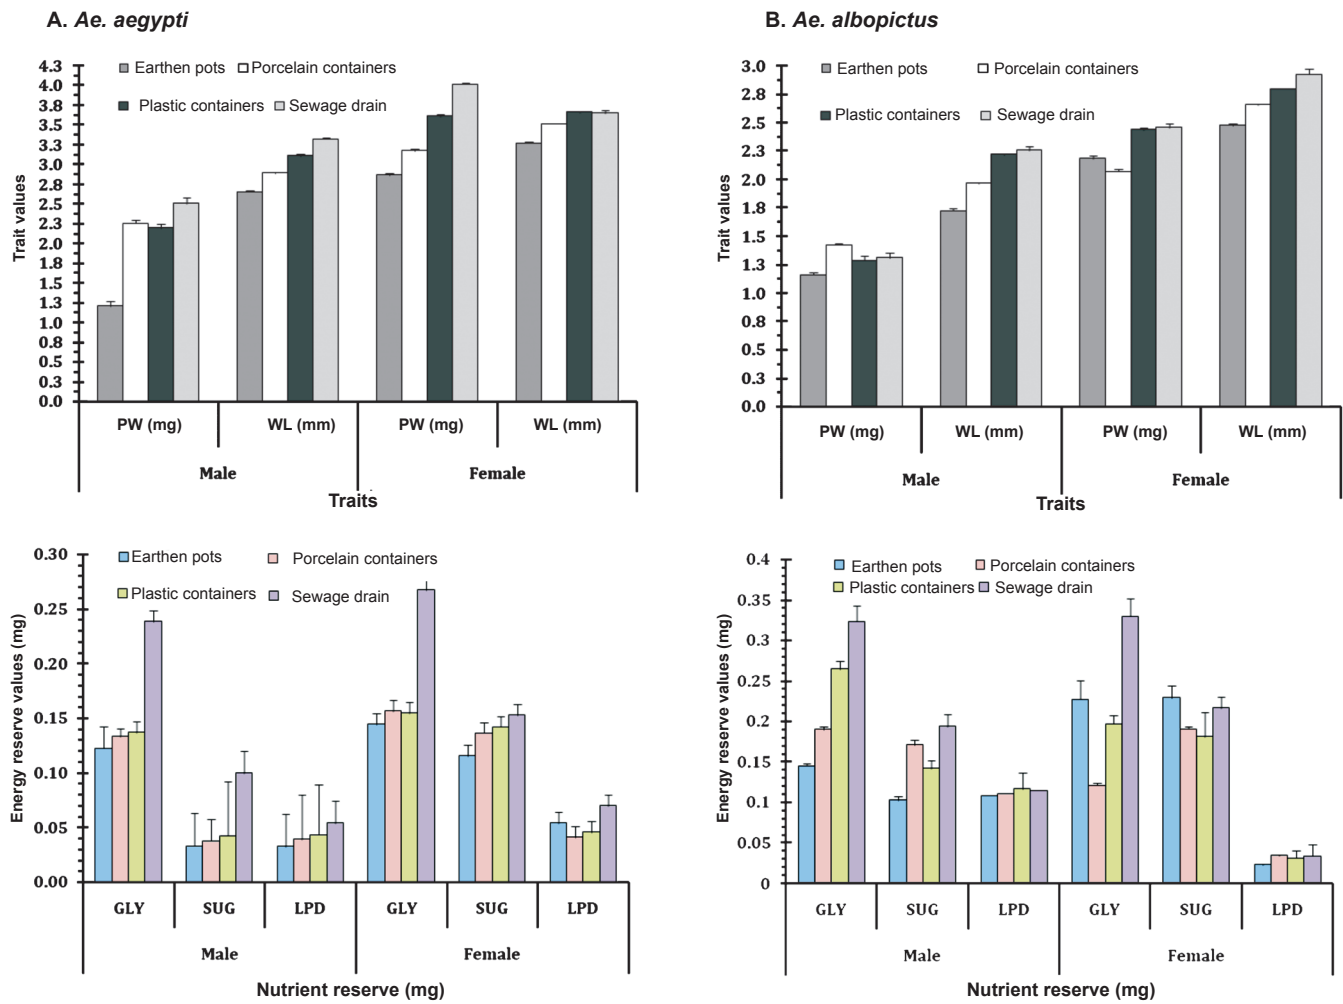 A. Ae. aegypti
Earthen pots Porcelain containers
Plastic containers Sewage drain
4.3
4.0
3.8
3.5
3.3
3.0
2.8
2.5
2.3
2.0
1.8
1.5
1.3
1.0
0.8
0.5
0.3
0.0
Trait values
PW (mg) WL (mm) PW (mg) WL (mm)
Male Female
Traits
B. Ae. albopictus
Earthen pots Porcelain containers
Plastic containers Sewage drain
3.0
2.8
2.5
2.3
2.0
1.8
1.5
1.3
1.0
0.8
0.5
0.3
0.0
Trait values
PW (mg) WL (mm) PW (mg) WL (mm)
Male Female
Traits
Earthen pots Porcelain containers
Plastic containers Sewage drain
0.30
0.25
0.20
0.15
0.10
0.05
0.00
Energy reserve values (mg)
GLY SUG LPD GLY SUG LPD
Male Female
Nutrient reserve (mg)
Earthen pots Porcelain containers
Plastic containers Sewage drain
0.4
0.35
0.3
0.25
0.2
0.15
0.1
0.05
0
Energy reserve values (mg)
GLY SUG LPD GLY SUG LPD
Male Female
Nutrient reserve (mg)